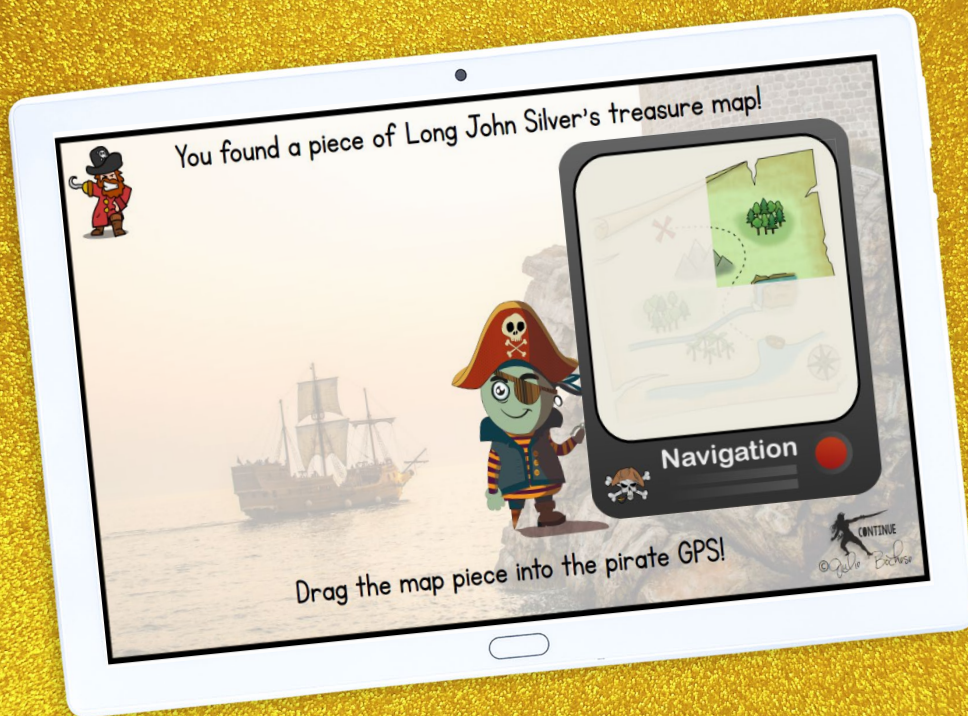 You found a piece of Long John Silver's treasure map!
Navigation
CONTINUE
Drag the map piece into the pirate GPS!